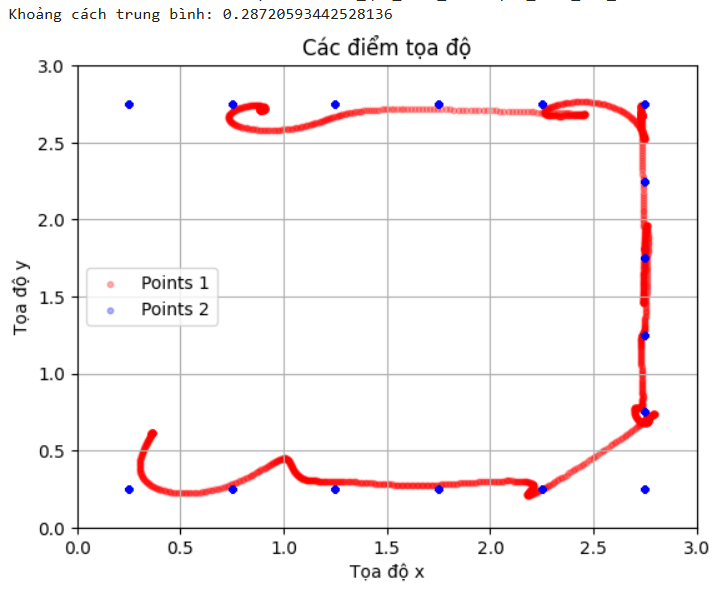 Khoảng cách trung bình: 0.28720593442528136
Các điểm tọa độ
3.0
2.5
2.0
1.5
1.0
0.5
0.0
Tọa độ y
Points 1
Points 2
0.0 0.5 1.0 1.5 2.0 2.5 3.0
Tọa độ x